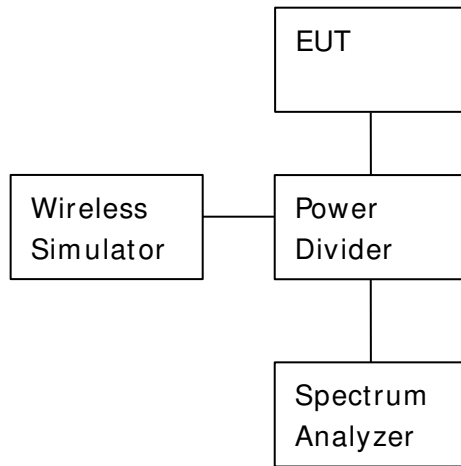 EUT
Wireless
Simulator
Power
Divider
Spectrum
Analyzer